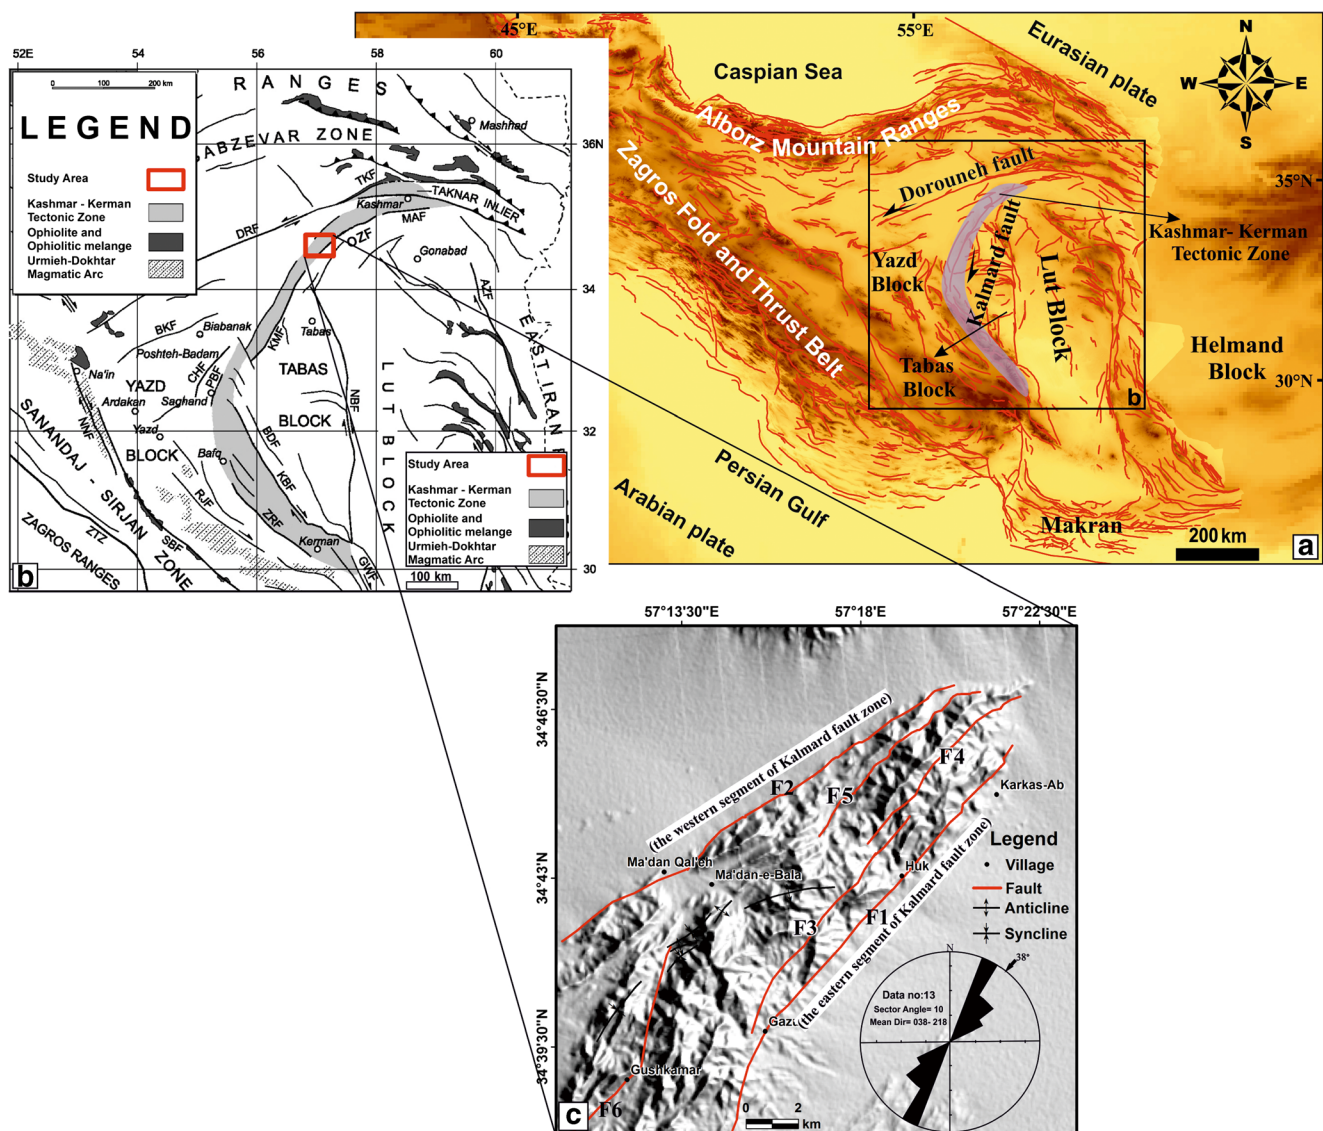 45°E
55°E
Eurasian plate
Caspian Sea
N
W
E
S
Alborz Mountain Ranges
Zagros Fold and Thrust Belt
Dorouneh fault
35°N
Kashmar- Kerman
Tectonic Zone
Kalmard fault
Yazd
Block
Lut Block
Tabas
Block
Helmand
Block
30°N
b
Persian Gulf
Arabian plate
Makran
200 km
a
52E
54
56
58
60
0
100
200 km
LEGEND
Study Area
Kashmar - Kerman
Tectonic Zone
Ophiolite and
Ophiolitic melange
Urmieh-Dokhtar
Magmatic Arc
RANGES
ABZEVAR ZONE
Mashhad
36N
TKF
TAKNAR INLIER
Kashmar
MAF
DRF
OZF
Gonabad
34
AZF
BKF
Biabanak
KMF
Tabas
Poshteh-Badam
CHF
PBF
Na'in
YAZD
Saghand
TABAS
Ardakan
NBF
BLOCK
LUT BLOCK
EAST IRAN
NNF
Yazd
BLOCK
BDF
32
Bafq
SANANDAJ - SIRJAN ZONE
KBF
RJF
ZRF
Kerman
SBF
ZTZ
ZAGROS RANGES
GWF
Study Area
Kashmar - Kerman
Tectonic Zone
Ophiolite and
Ophiolitic melange
Urmieh-Dokhtar
Magmatic Arc
100 km
30
b
57°13'30"E
57°18'E
57°22'30"E
34°46'30"N
34°43'N
34°39'30"N
(the western segment of Kalmard fault zone)
F2
F5
F4
Karkas-Ab
Ma'dan Qal'eh
Ma'dan-e-Bala
Huk
F3
F1
(the eastern segment of Kalmard fault zone)
Gushkamar
F6
Legend
Village
Fault
Anticline
Syncline
N
38°
Data no:13
Sector Angle= 10
Mean Dir= 038- 218
0
2
km
c